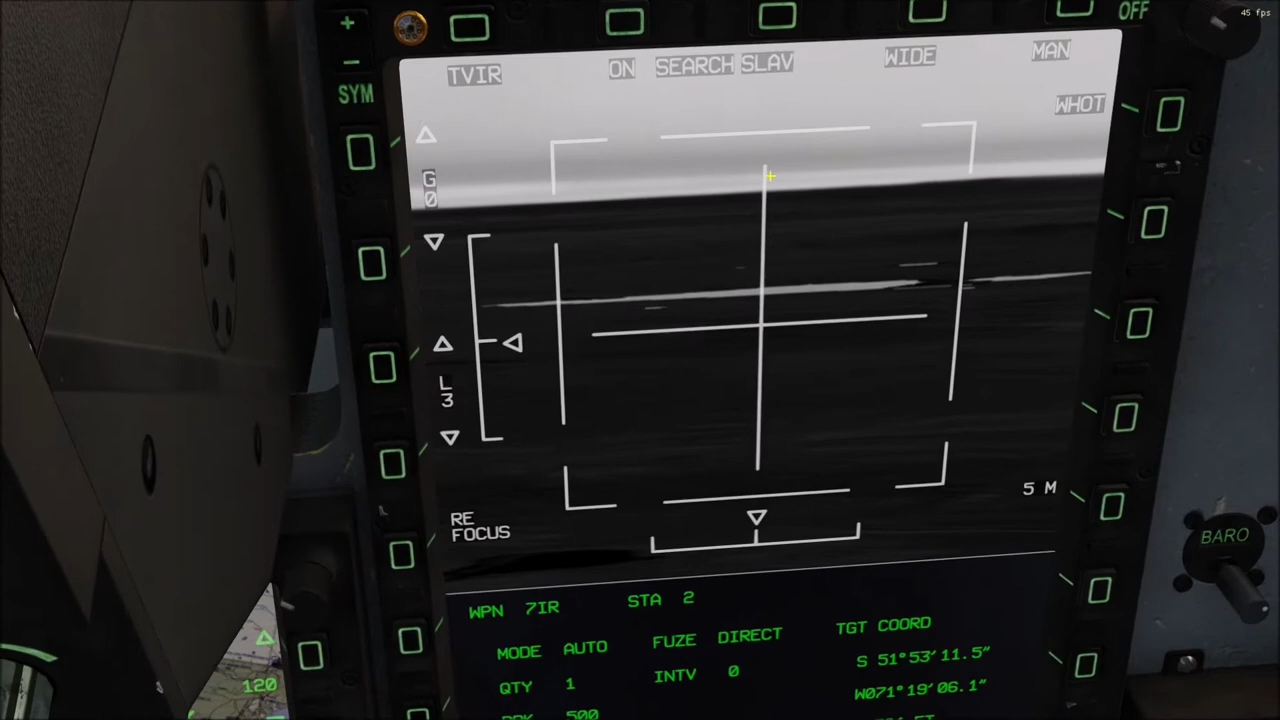 45 fps
OFF
+
-
SYM
TVIR ON SEARCH SLAV WIDE MAN
WHOT
G
0
L
3
RE
FOCUS
5 M
BARO
WPN 7IR STA 2
MODE AUTO FUZE DIRECT TGT COORD
QTY 1 INTV 0 S 51°53'11.5"
500 W071°19'06.1"
120